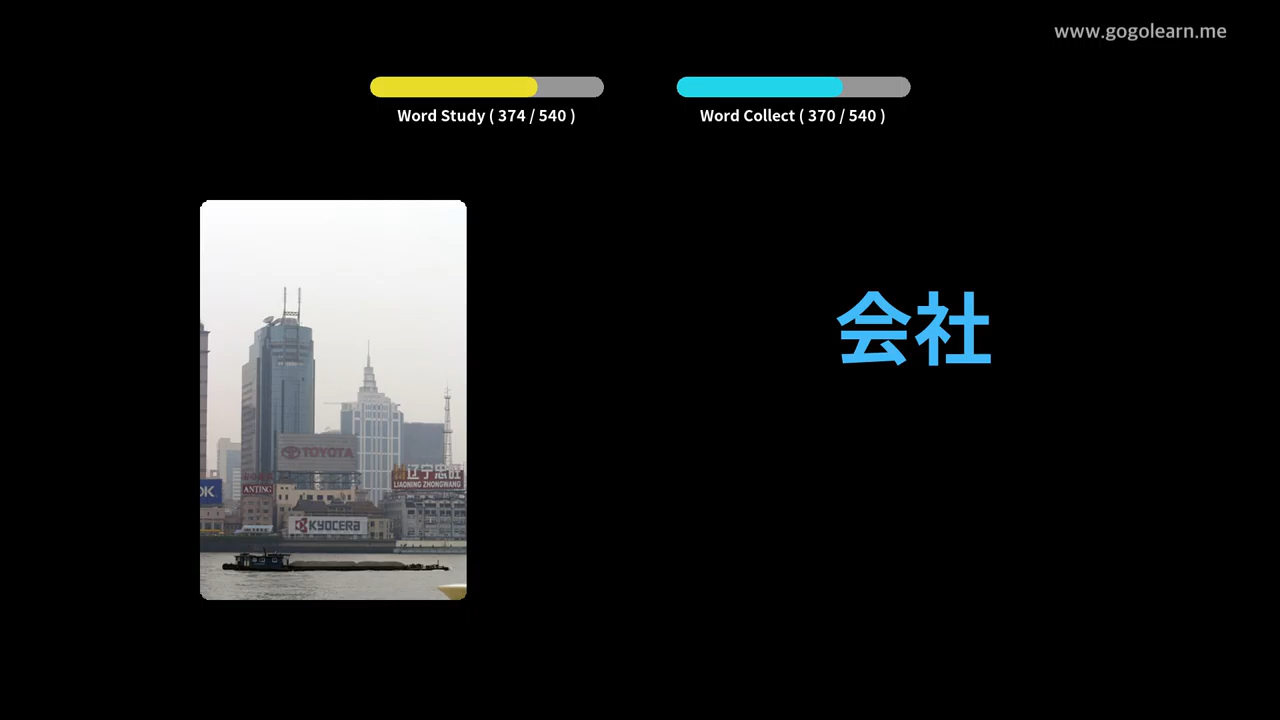 www.gogolearn.me
Word Study ( 374 / 540 )
Word Collect ( 370 / 540 )
会社
TOYOTA
辽宁忠旺
LIAONING ZHONGWANG
OK
ANTING
KYOCERA